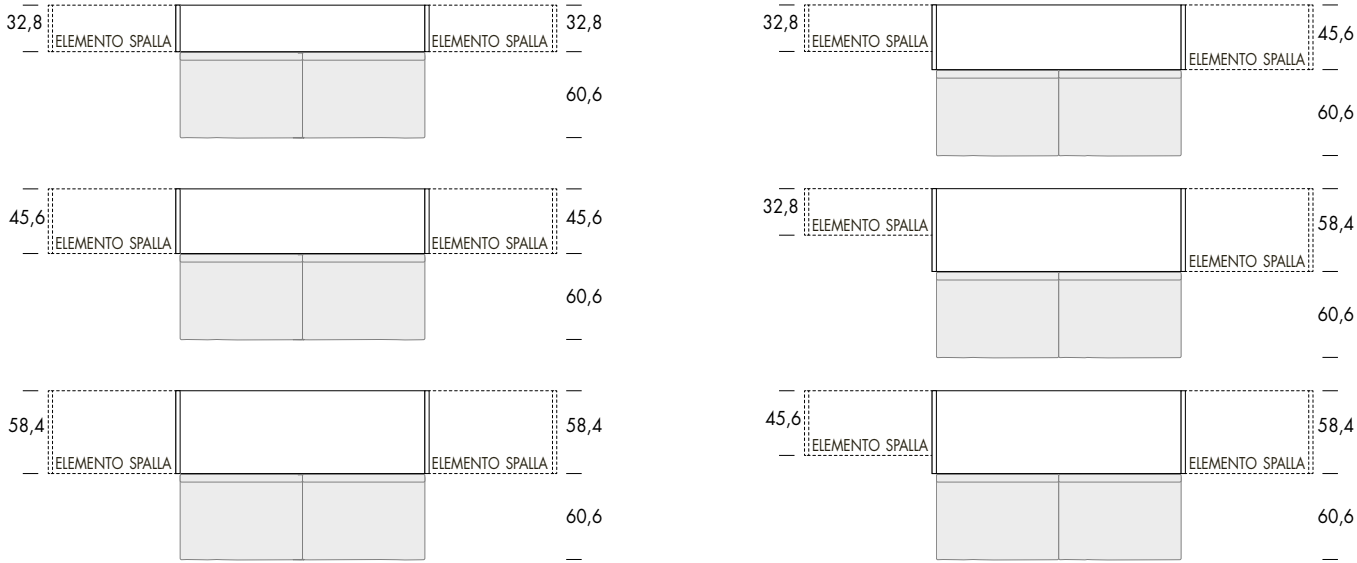 32,8 ELEMENTO SPALLA ELEMENTO SPALLA 32,8
60,6
32,8 ELEMENTO SPALLA ELEMENTO SPALLA 45,6
60,6
45,6 ELEMENTO SPALLA ELEMENTO SPALLA 45,6
60,6
32,8 ELEMENTO SPALLA ELEMENTO SPALLA 58,4
60,6
58,4 ELEMENTO SPALLA ELEMENTO SPALLA 58,4
60,6
45,6 ELEMENTO SPALLA ELEMENTO SPALLA 58,4
60,6